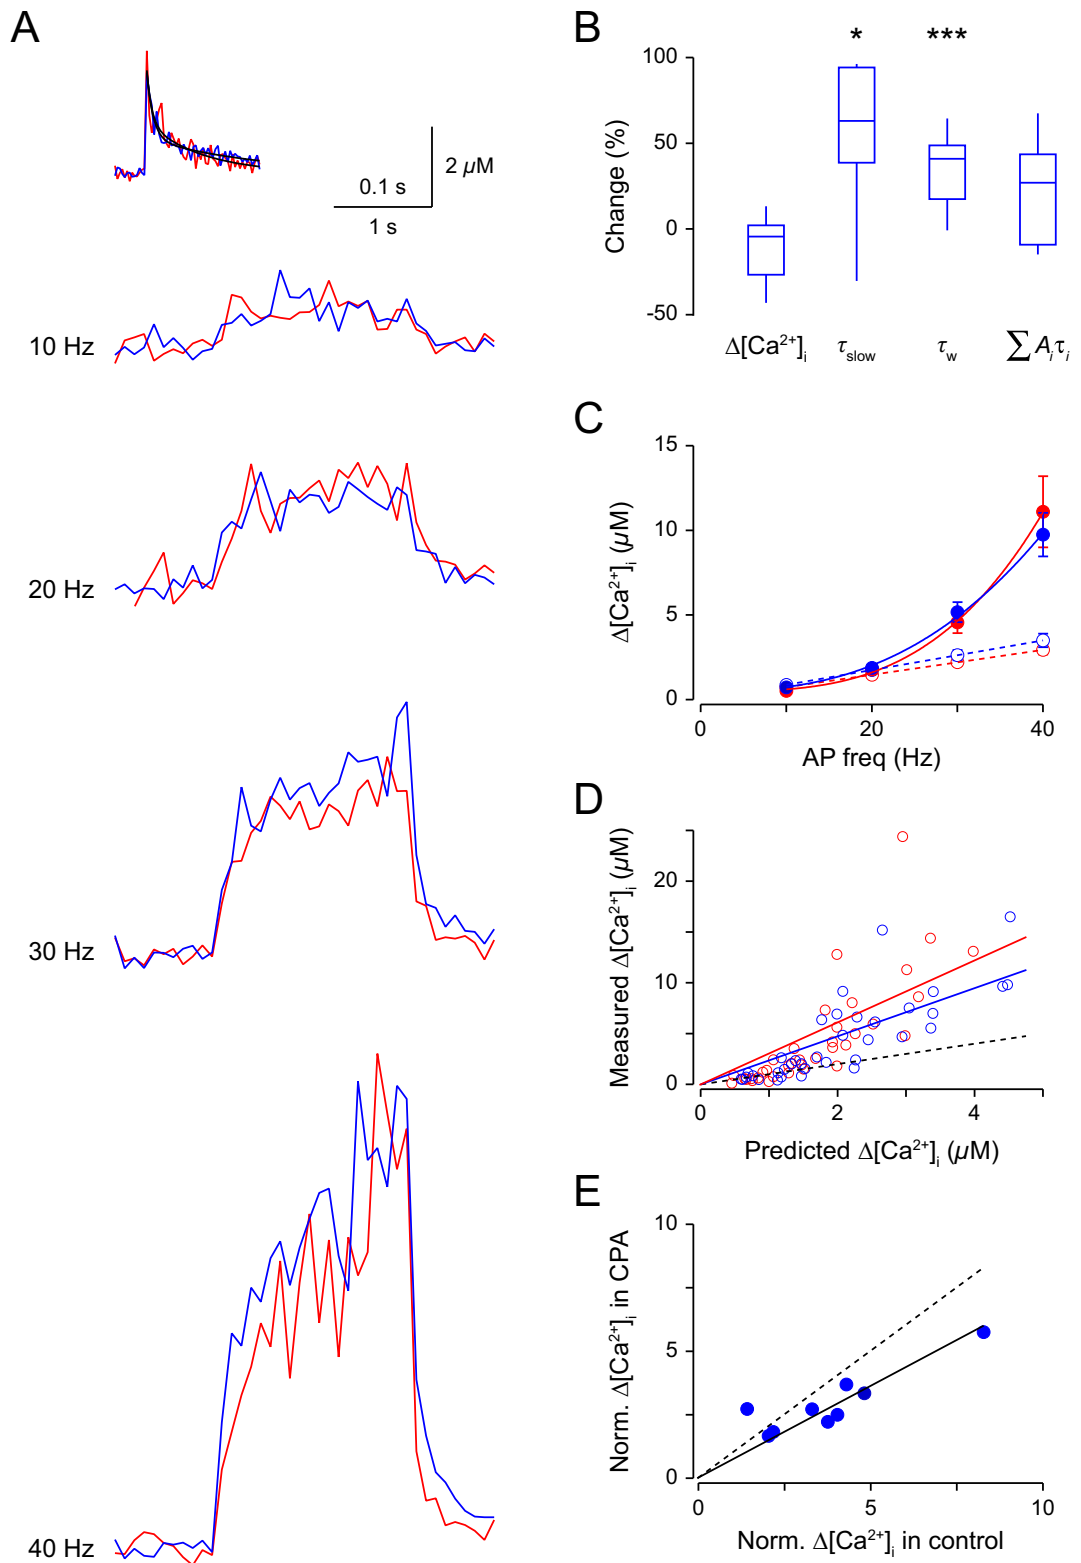 A
2 µM
0.1 s
1 s
10 Hz
20 Hz
30 Hz
40 Hz
B
* ***
Change (%)
100
50
0
-50
Δ[Ca²⁺]ᵢ τ_slow τ_w ∑ Aᵢτᵢ
C
Δ[Ca²⁺]ᵢ (µM)
15
10
5
0
0 20 40
AP freq (Hz)
D
Measured Δ[Ca²⁺]ᵢ (µM)
20
10
0
0 2 4
Predicted Δ[Ca²⁺]ᵢ (µM)
E
Norm. Δ[Ca²⁺]ᵢ in CPA
10
5
0
0 5 10
Norm. Δ[Ca²⁺]ᵢ in control